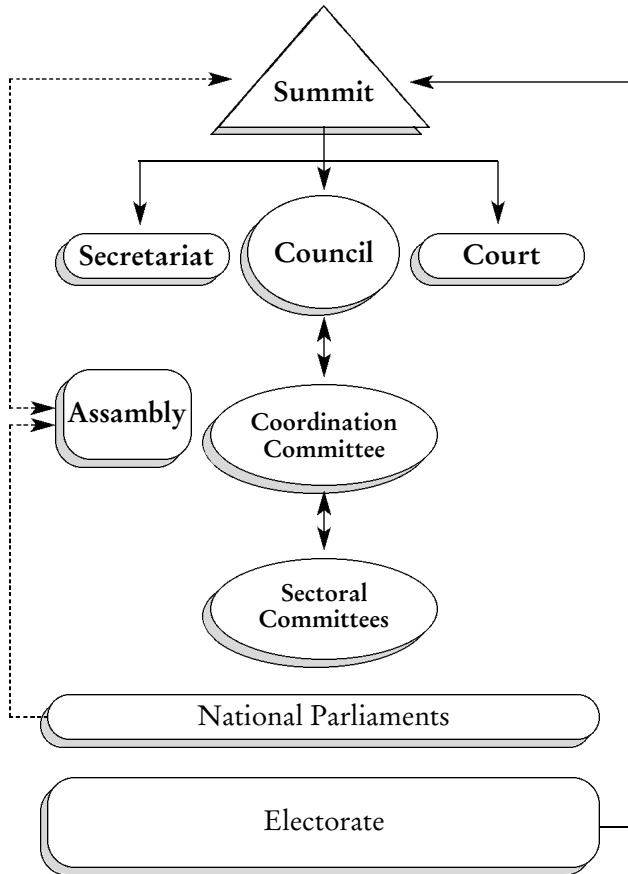 Summit
Secretariat
Council
Court
Assambly
Coordination
Committee
Sectoral
Committees
National Parliaments
Electorate